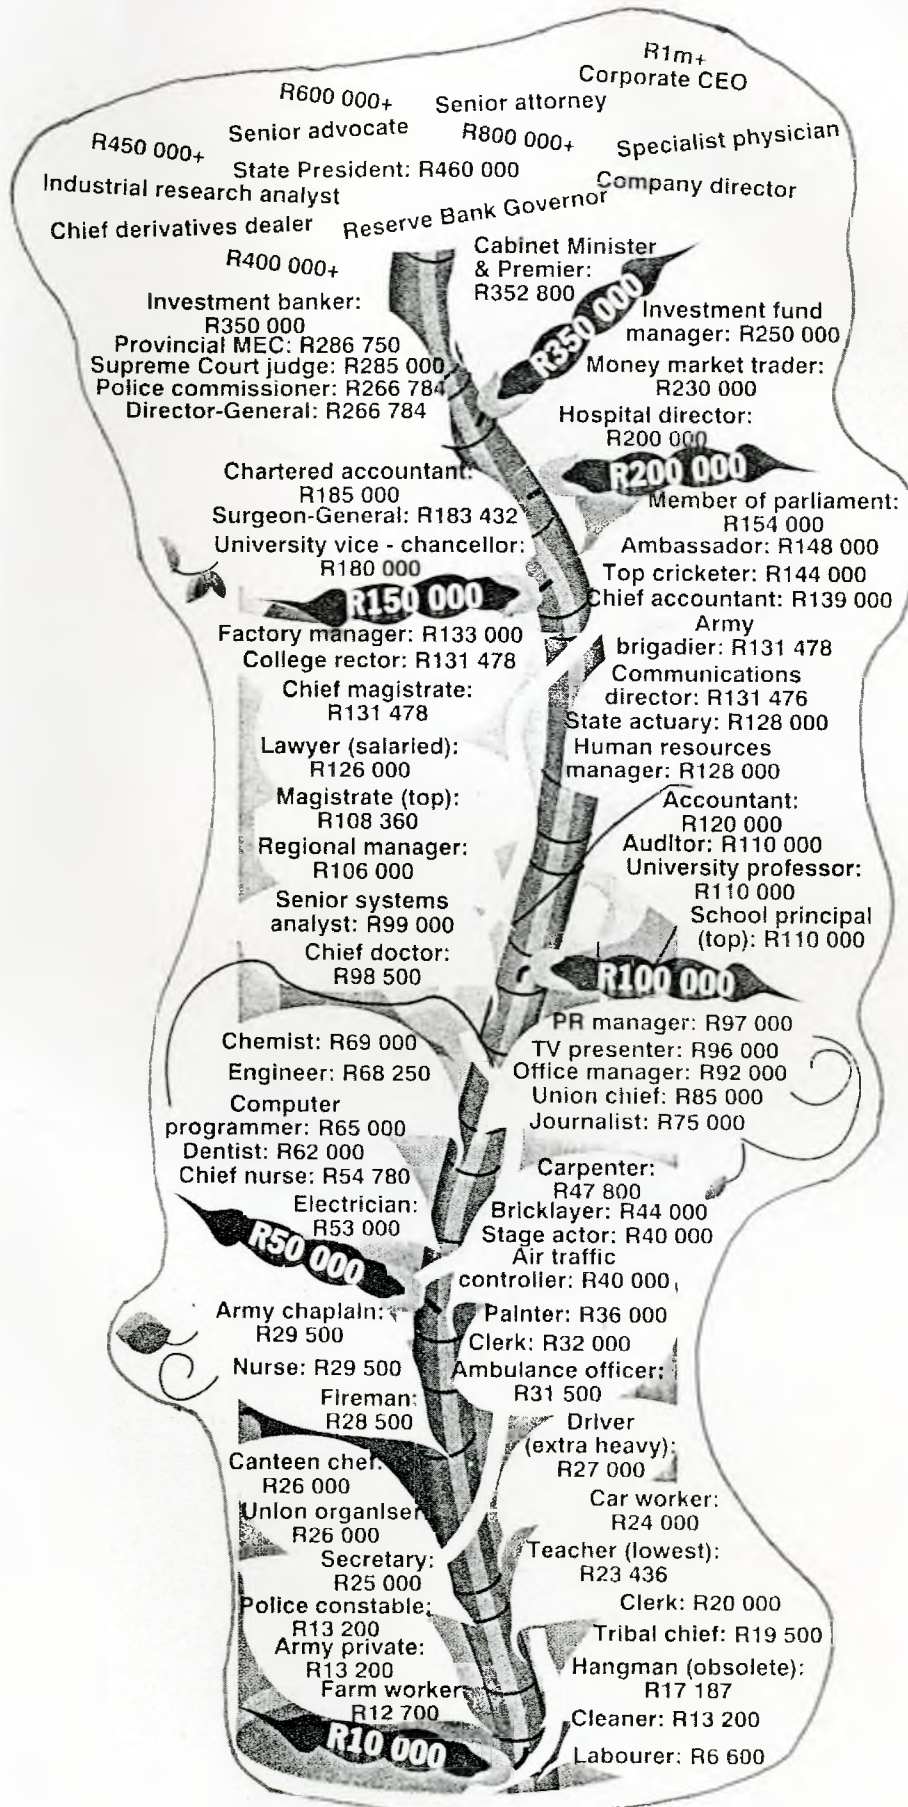 R1m+
Corporate CEO
R600 000+
Senior attorney
Senior advocate
R800 000+
Specialist physician
R450 000+
State President: R460 000
Industrial research analyst
Company director
Chief derivatives dealer
Reserve Bank Governor
R400 000+
Cabinet Minister
& Premier:
R352 800
R350 000
Investment banker:
R350 000
Provincial MEC: R286 750
Supreme Court judge: R285 000
Police commissioner: R266 784
Director-General: R266 784
Investment fund
manager: R250 000
Money market trader:
R230 000
Hospital director:
R200 000
R200 000
Chartered accountant:
R185 000
Surgeon-General: R183 432
University vice - chancellor:
R180 000
R150 000
Member of parliament:
R154 000
Ambassador: R148 000
Top cricketer: R144 000
Chief accountant: R139 000
Army
brigadier: R131 478
Communications
director: R131 476
State actuary: R128 000
Human resources
manager: R128 000
Factory manager: R133 000
College rector: R131 478
Chief magistrate:
R131 478
Lawyer (salaried):
R126 000
Magistrate (top):
R108 360
Regional manager:
R106 000
Senior systems
analyst: R99 000
Chief doctor:
R98 500
Accountant:
R120 000
Auditor: R110 000
University professor:
R110 000
School principal
(top): R110 000
R100 000
PR manager: R97 000
TV presenter: R96 000
Office manager: R92 000
Union chief: R85 000
Journalist: R75 000
Chemist: R69 000
Engineer: R68 250
Computer
programmer: R65 000
Dentist: R62 000
Chief nurse: R54 780
Electrician:
R53 000
R50 000
Carpenter:
R47 800
Bricklayer: R44 000
Stage actor: R40 000
Air traffic
controller: R40 000
Painter: R36 000
Clerk: R32 000
Ambulance officer:
R31 500
Army chaplain:
R29 500
Nurse: R29 500
Fireman:
R28 500
Canteen chef:
R26 000
Union organiser
R26 000
Secretary:
R25 000
Police constable:
R13 200
Army private:
R13 200
Farm worker
R12 700
R10 000
Driver
(extra heavy):
R27 000
Car worker:
R24 000
Teacher (lowest):
R23 436
Clerk: R20 000
Tribal chief: R19 500
Hangman (obsolete):
R17 187
Cleaner: R13 200
Labourer: R6 600